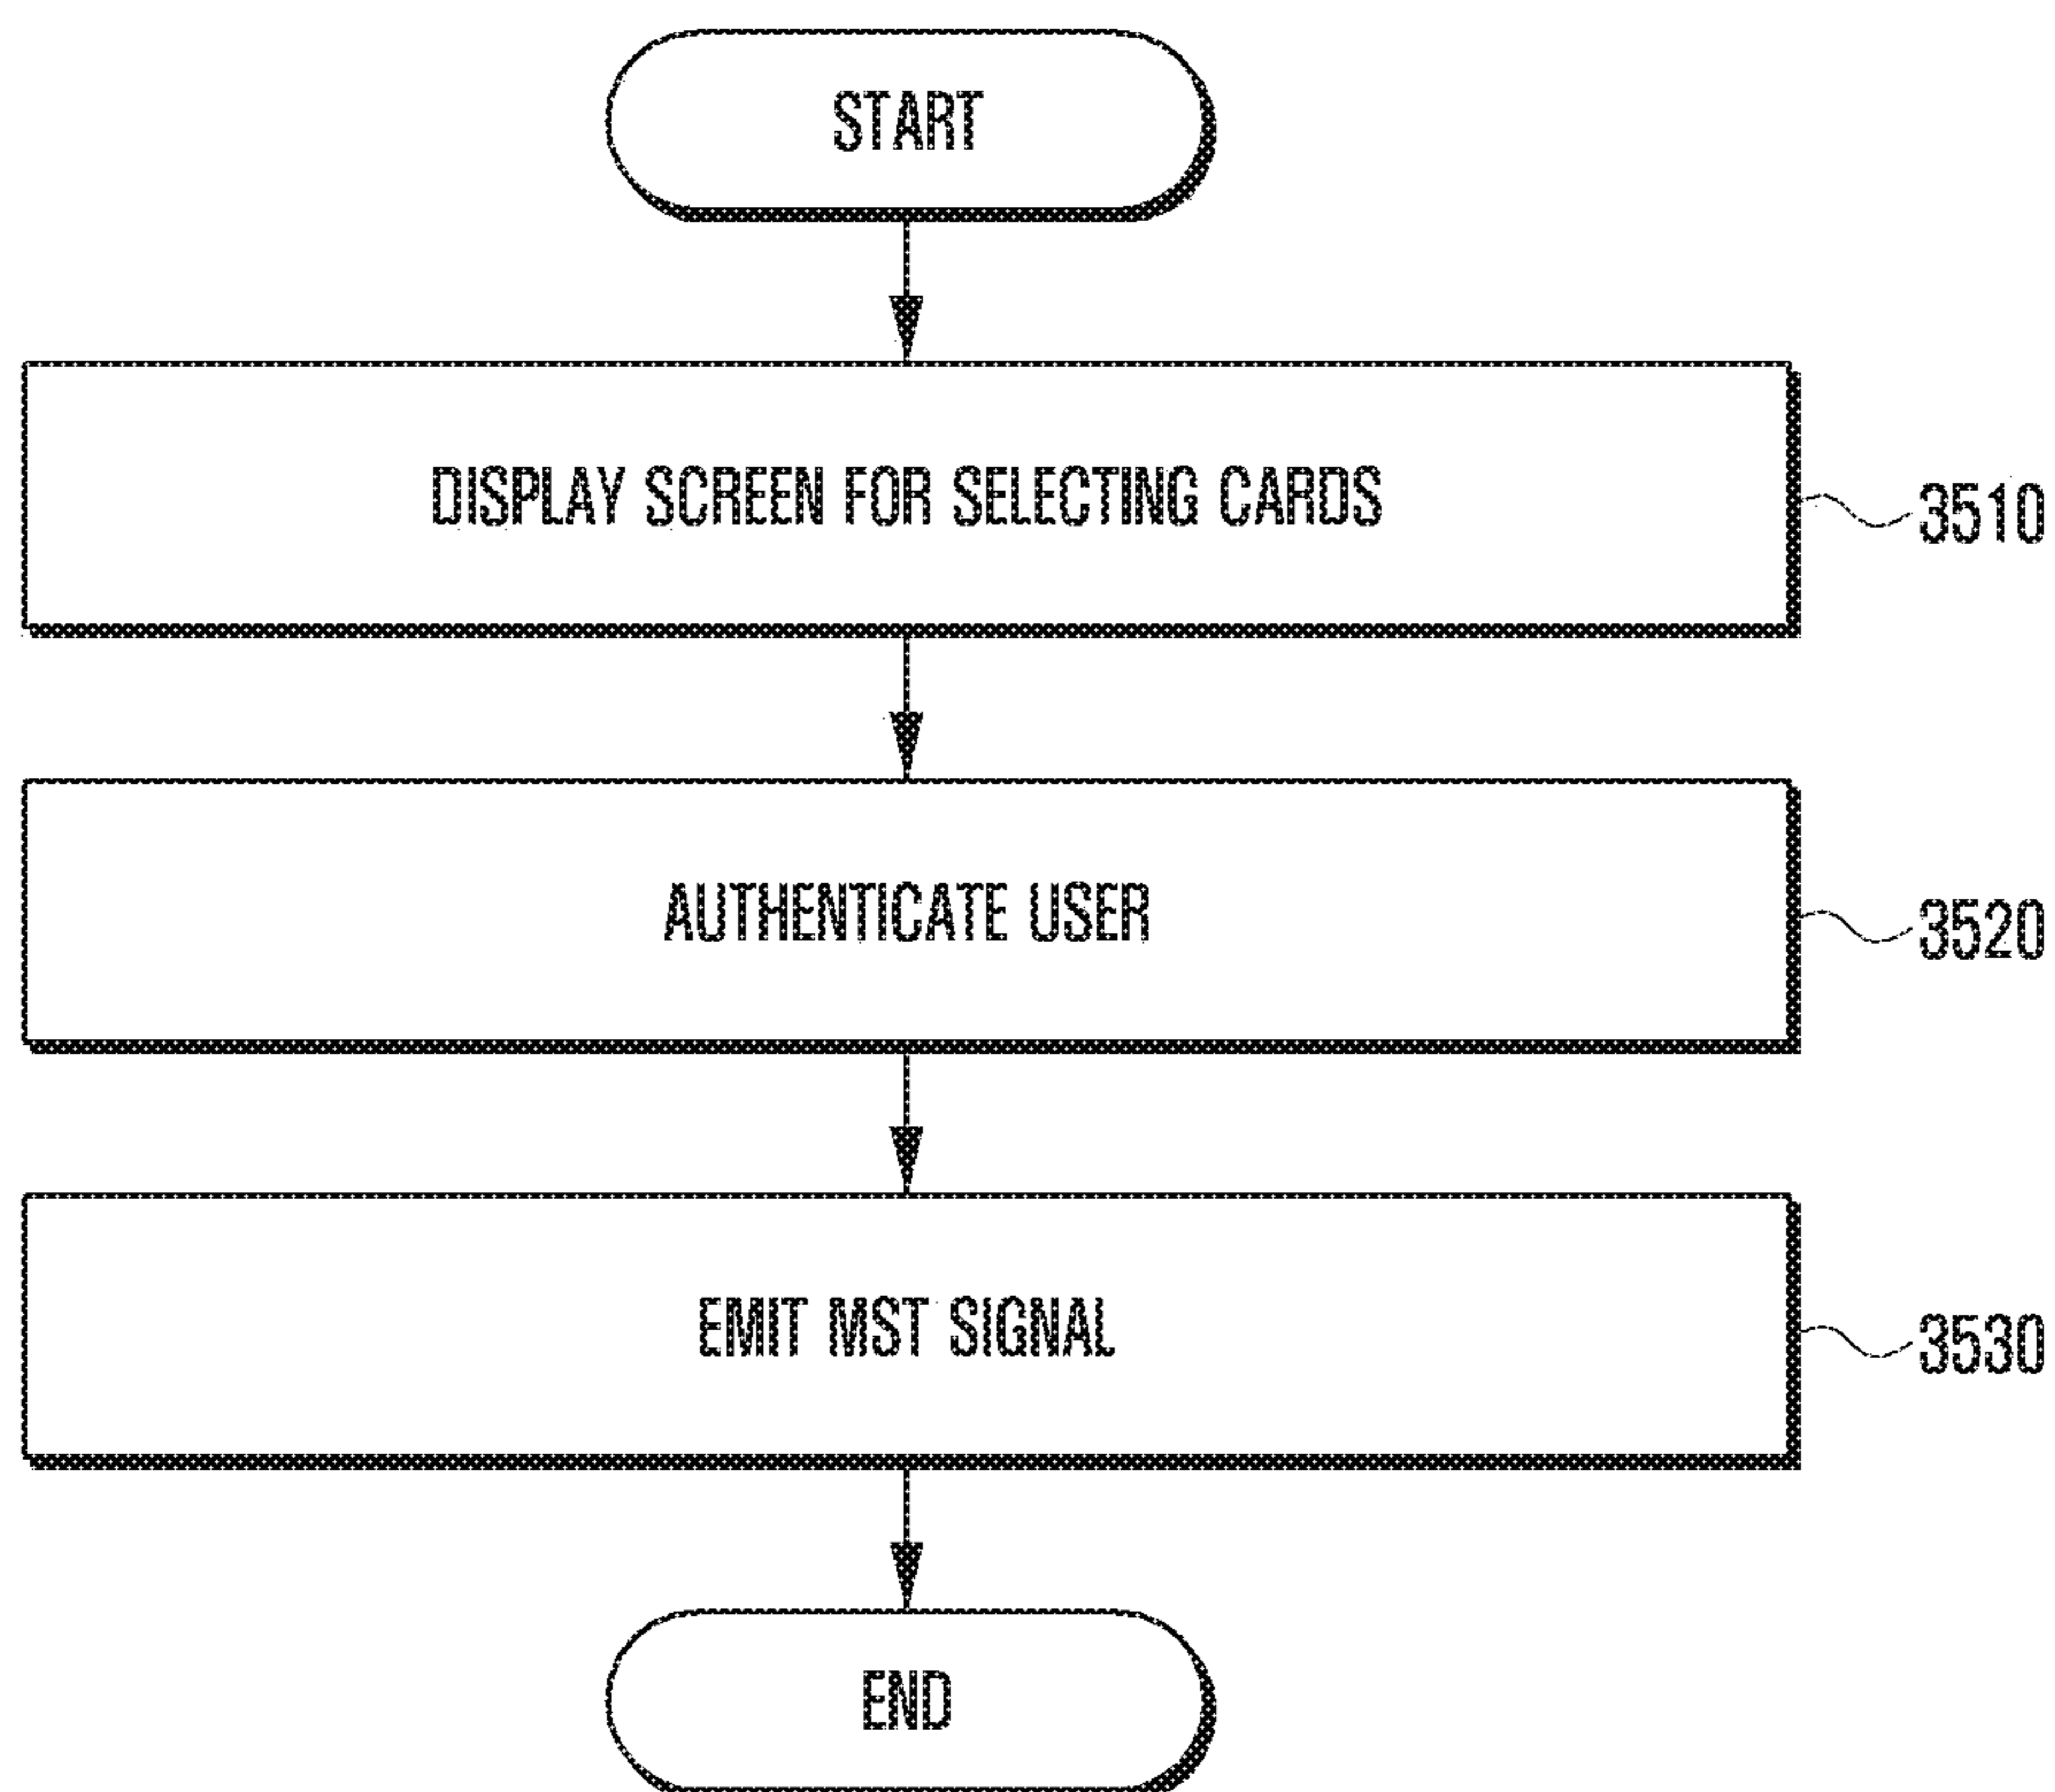 START
DISPLAY SCREEN FOR SELECTING CARDS
3510
AUTHENTICATE USER
3520
EMIT MST SIGNAL
3530
END